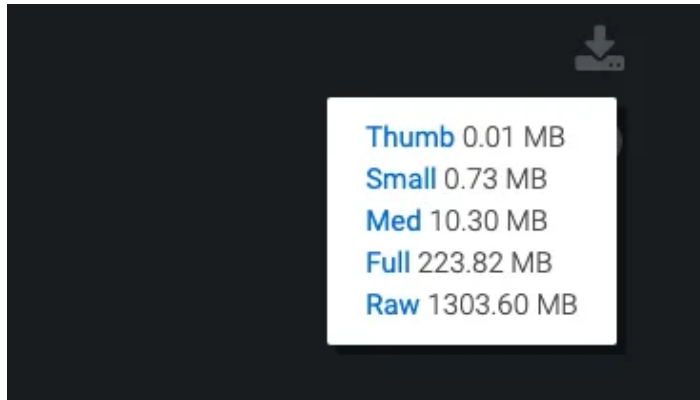 Thumb 0.01 MB
Small 0.73 MB
Med 10.30 MB
Full 223.82 MB
Raw 1303.60 MB